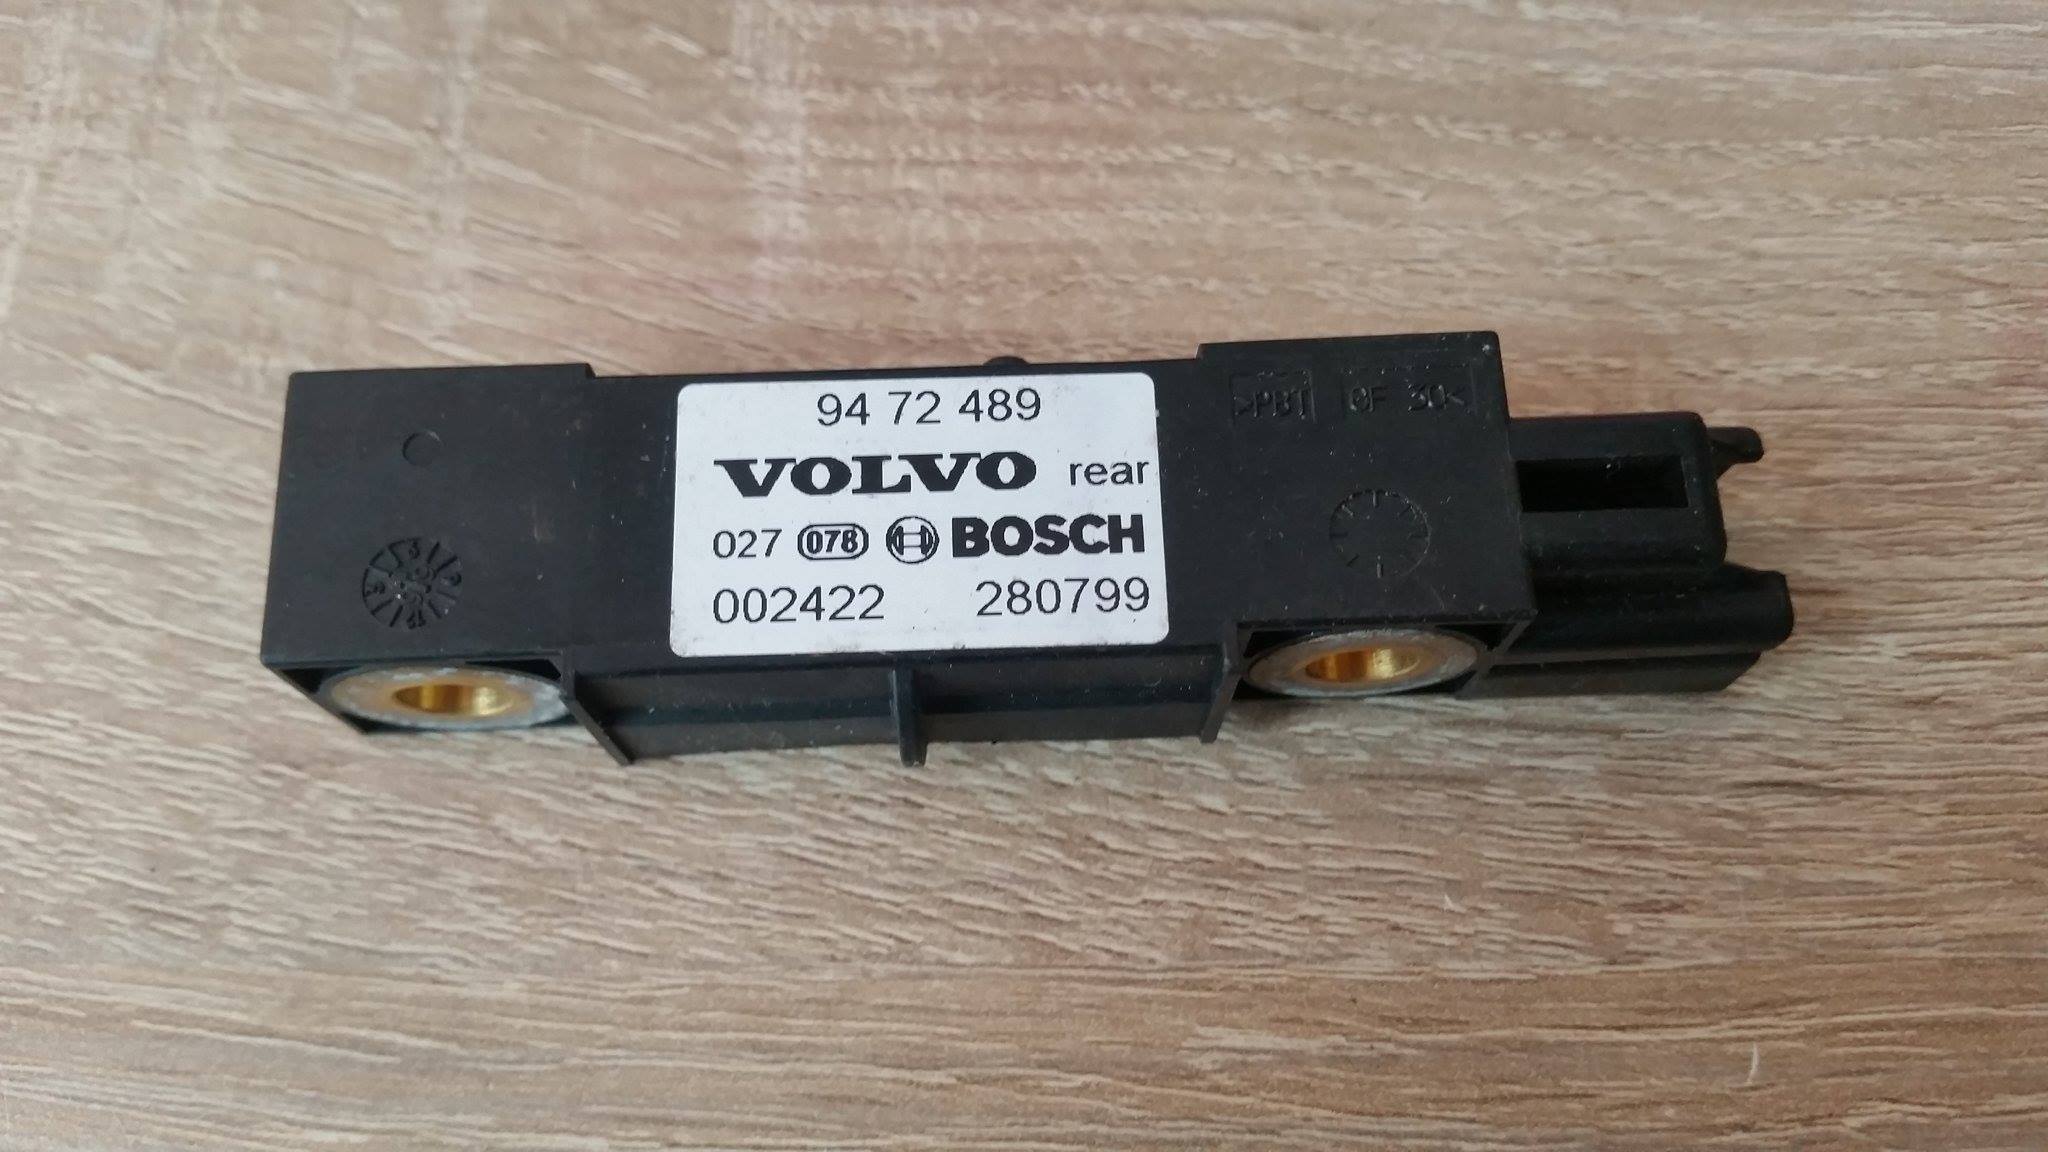 94 72 489
VOLVO rear
027 078 BOSCH
002422 280799
>PBT GF 30<